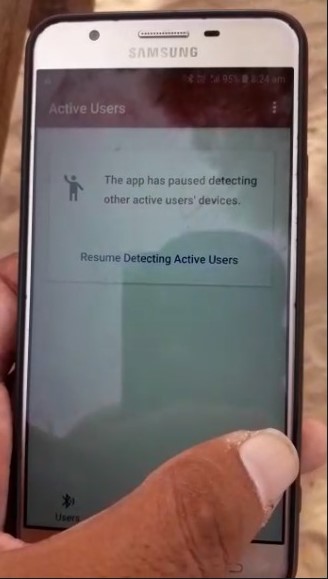 SAMSUNG
95% 8:24 am
Active Users
The app has paused detecting
other active users' devices.
Resume Detecting Active Users
Users